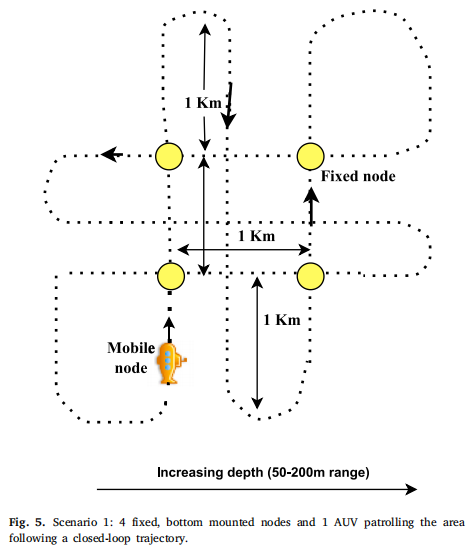 1 Km
Fixed node
1 Km
1 Km
Mobile
node
Increasing depth (50-200m range)
Fig. 5. Scenario 1: 4 fixed, bottom mounted nodes and 1 AUV patrolling the area
following a closed-loop trajectory.